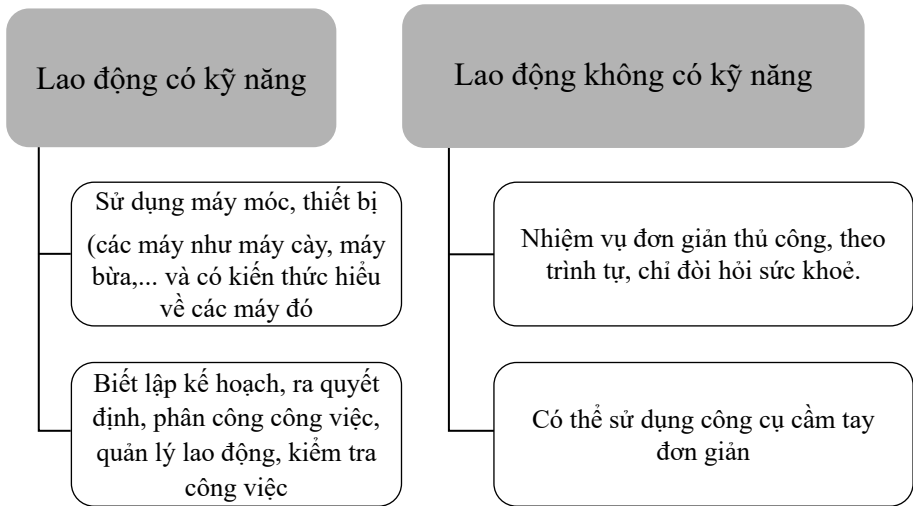 Lao động có kỹ năng
Sử dụng máy móc, thiết bị
(các máy như máy cày, máy
bừa,... và có kiến thức hiểu
về các máy đó
Biết lập kế hoạch, ra quyết
định, phân công công việc,
quản lý lao động, kiểm tra
công việc
Lao động không có kỹ năng
Nhiệm vụ đơn giản thủ công, theo
trình tự, chỉ đòi hỏi sức khoẻ.
Có thể sử dụng công cụ cầm tay
đơn giản